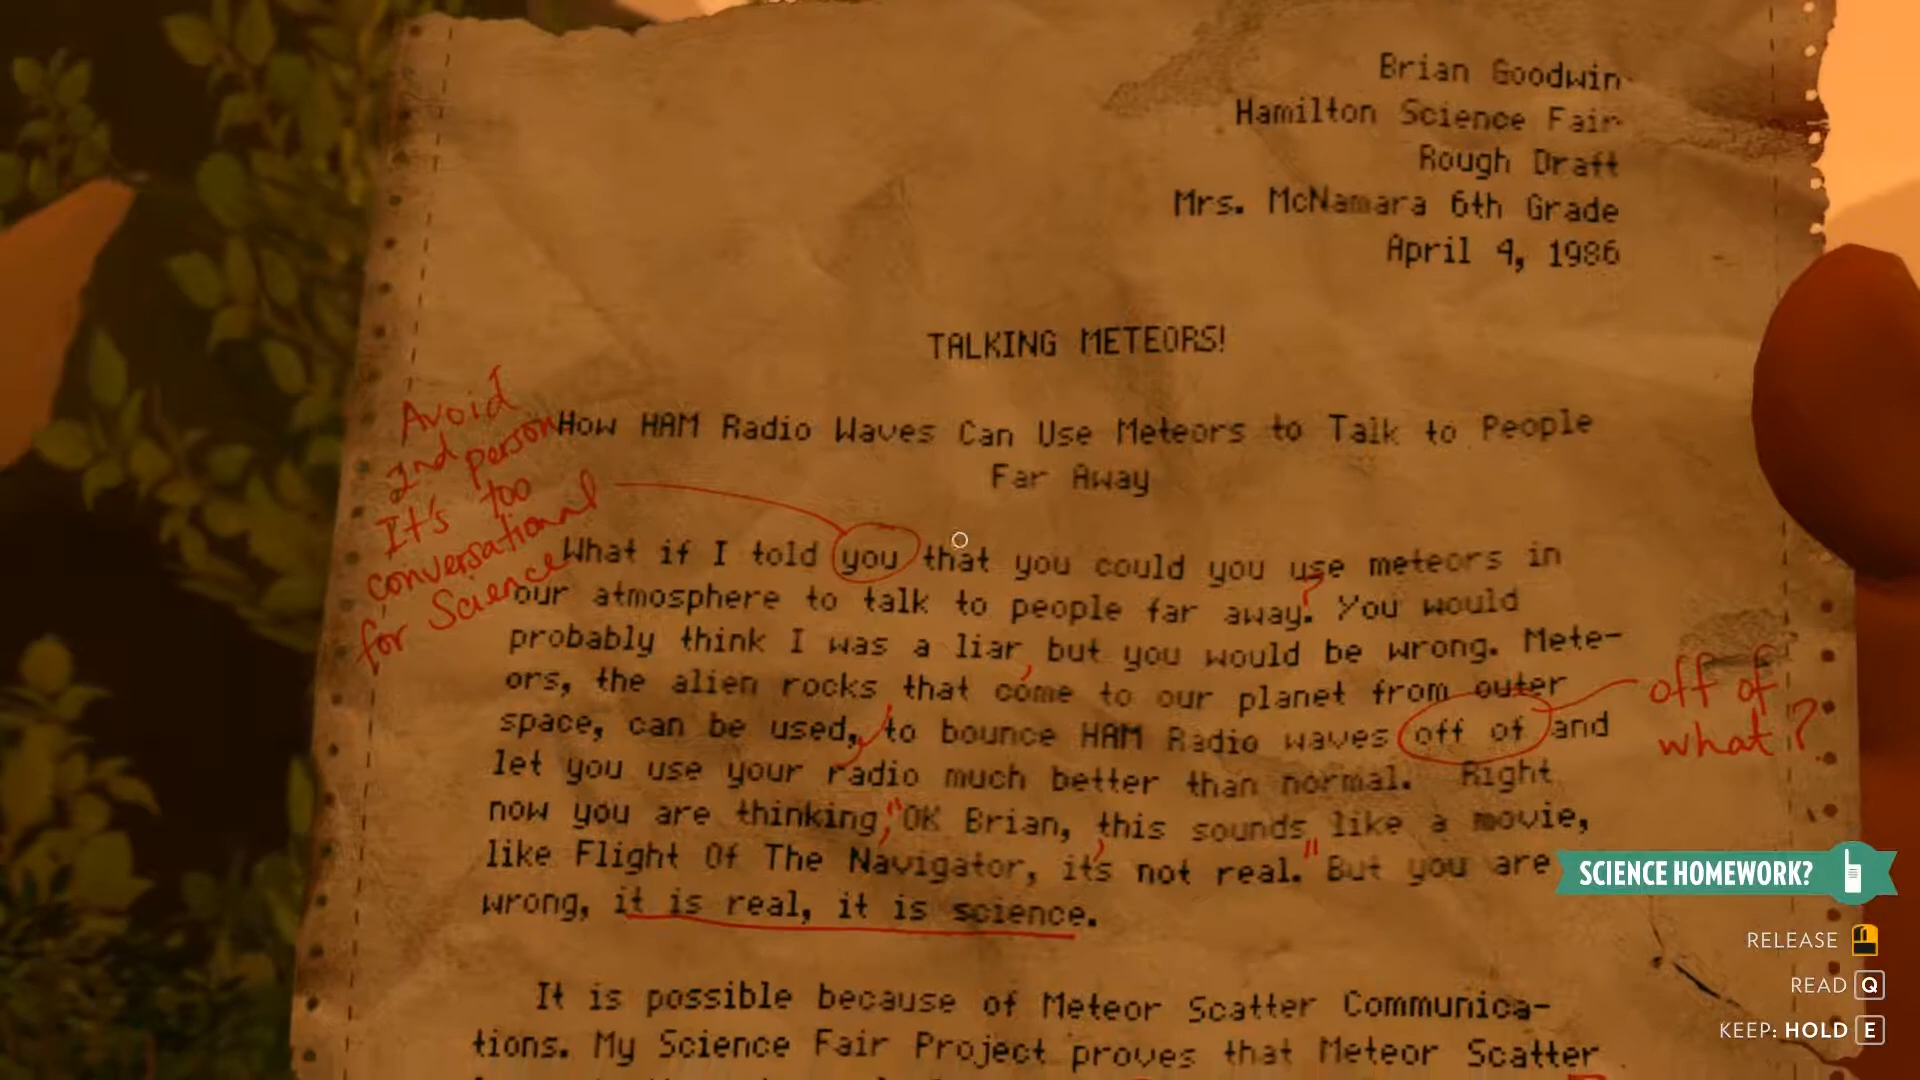 Brian Goodwin
Hamilton Science Fair
Rough Draft
Mrs. McNamara 6th Grade
April 4, 1986
TALKING METEORS!
How HAM Radio Waves Can Use Meteors to Talk to People
Far Away
Avoid
2nd person
It's too
conversational
for Science
What if I told you that you could you use meteors in
our atmosphere to talk to people far away? You would
probably think I was a liar, but you would be wrong. Mete-
ors, the alien rocks that come to our planet from outer
space, can be used, to bounce HAM Radio waves off of and
let you use your radio much better than normal. Right
now you are thinking, "OK Brian, this sounds like a movie,
like Flight Of The Navigator, it's not real." But you are
wrong, it is real, it is science.
off of
what?
It is possible because of Meteor Scatter Communica-
tions. My Science Fair Project proves that Meteor Scatter
SCIENCE HOMEWORK?
RELEASE
READ Q
KEEP: HOLD E